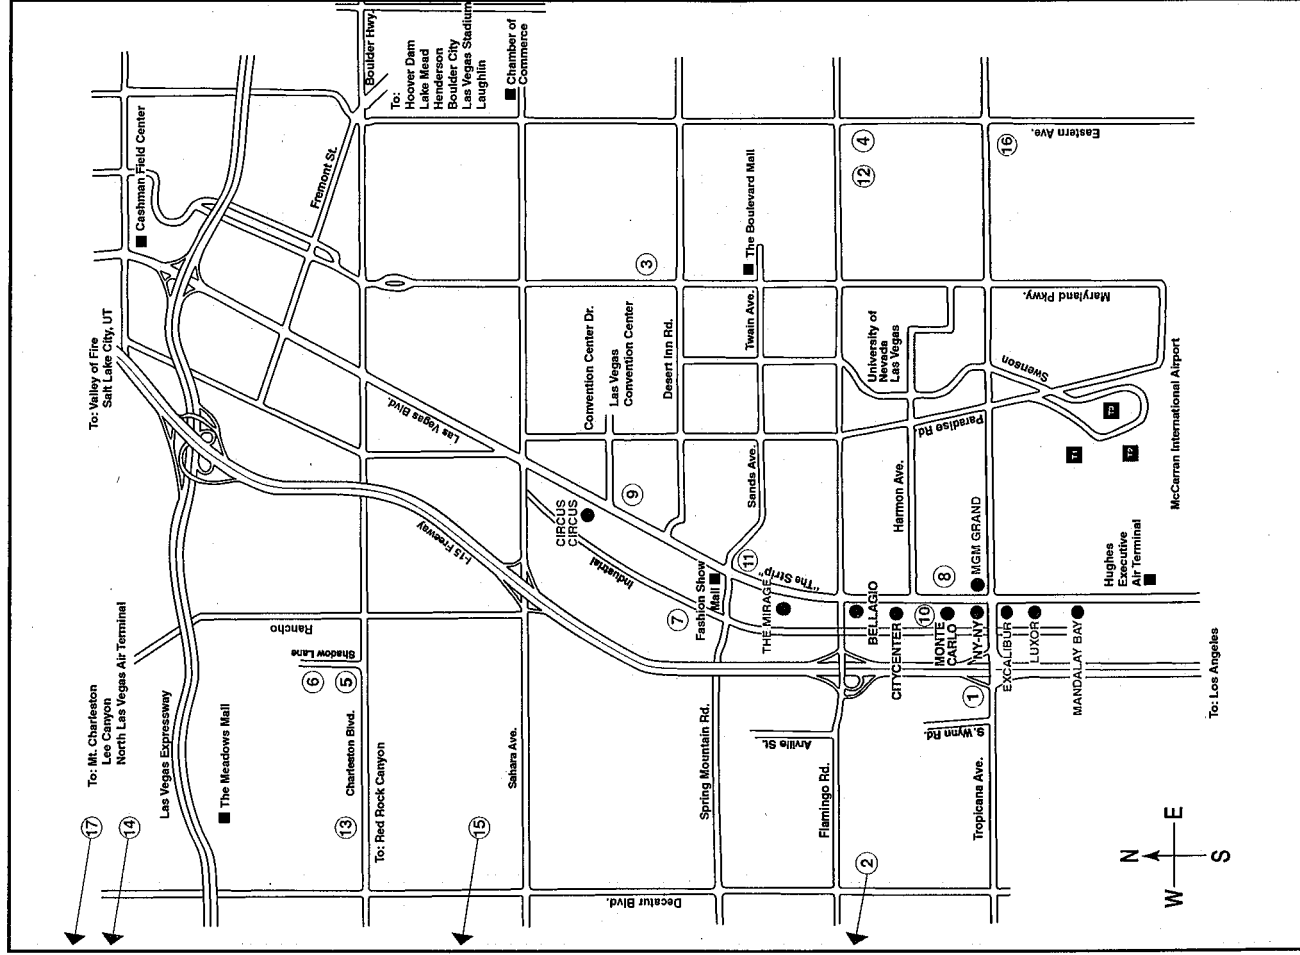 Boulder Hwy.
To:
Hoover Dam
Lake Mead
Henderson
Boulder City
Las Vegas Stadium
Laughlin
Chamber of
Commerce
Cashman Field Center
Fremont St.
4
12
16
Eastern Ave.
The Boulevard Mall
3
To: Valley of Fire
Salt Lake City, UT
Convention Center Dr.
Las Vegas
Convention Center
Desert Inn Rd.
Twain Ave.
University of
Nevada
Las Vegas
Maryland Pkwy.
Swenson
Las Vegas Blvd.
Paradise Rd.
T1
T2
T3
McCarran International Airport
Sands Ave.
Harmon Ave.
9
CIRCUS
CIRCUS
I-15 Freeway
Industrial
11
"The Strip"
8
MGM GRAND
Hughes
Executive
Air Terminal
Fashion Show
Mall
7
THE MIRAGE
BELLAGIO
CITYCENTER
10
MONTE
CARLO
NY-NY
EXCALIBUR
LUXOR
MANDALAY BAY
To: Los Angeles
Rancho
Shadow Lane
6
5
To: Mt. Charleston
Lee Canyon
North Las Vegas Air Terminal
Las Vegas Expressway
The Meadows Mall
Charleston Blvd.
To: Red Rock Canyon
Sahara Ave.
Spring Mountain Rd.
Arville St.
Flamingo Rd.
1
S. Wynn Rd.
Tropicana Ave.
17
14
13
15
2
Decatur Blvd.
N
W
E
S